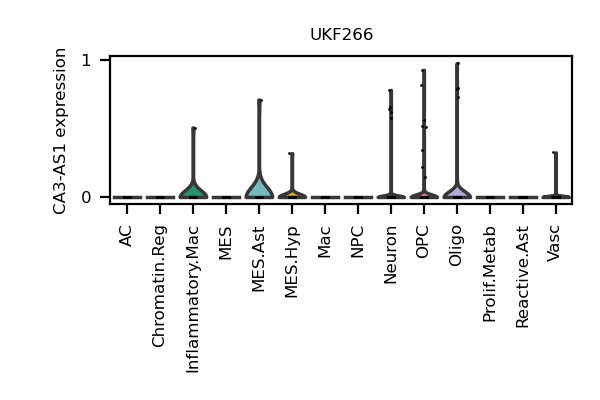 UKF266
CA3-AS1 expression
1
0
AC
Chromatin.Reg
Inflammatory.Mac
MES
MES.Ast
MES.Hyp
Mac
NPC
Neuron
OPC
Oligo
Prolif.Metab
Reactive.Ast
Vasc